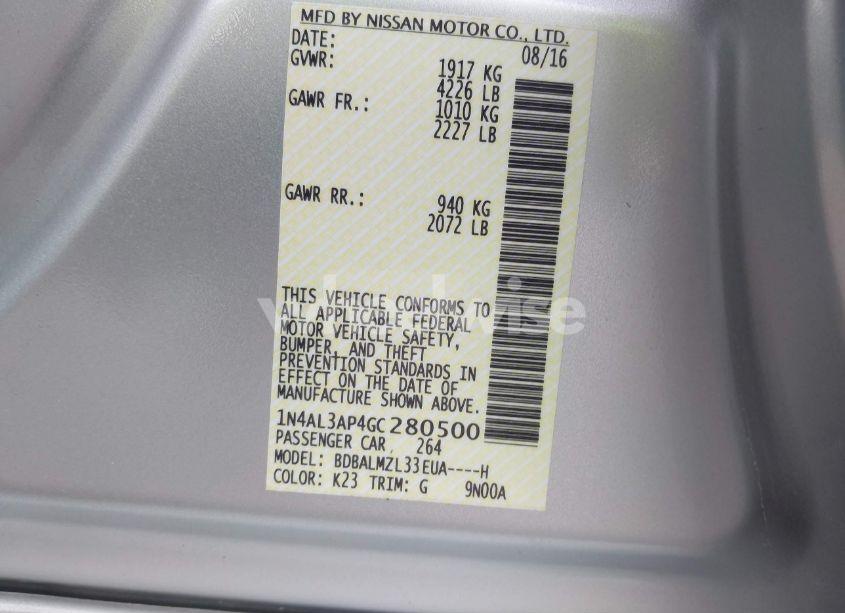 MFD BY NISSAN MOTOR CO., LTD.
DATE: 08/16
GVWR: 1917 KG
4226 LB
GAWR FR.: 1010 KG
2227 LB
GAWR RR.: 940 KG
2072 LB
THIS VEHICLE CONFORMS TO
ALL APPLICABLE FEDERAL
MOTOR VEHICLE SAFETY,
BUMPER, AND THEFT
PREVENTION STANDARDS IN
EFFECT ON THE DATE OF
MANUFACTURE SHOWN ABOVE.
1N4AL3AP4GC280500
PASSENGER CAR 264
MODEL: BDBALMZL33EUA----H
COLOR: K23 TRIM: G 9N00A